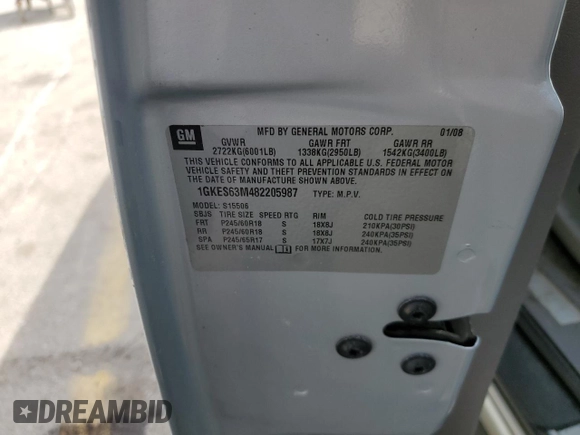 GM
MFD BY GENERAL MOTORS CORP. 01/08
GVWR GAWR FRT GAWR RR
2722KG(6001LB) 1338KG(2950LB) 1542KG(3400LB)
THIS VEHICLE CONFORMS TO ALL APPLICABLE U.S. FEDERAL MOTOR
VEHICLE SAFETY AND THEFT PREVENTION STANDARDS IN EFFECT ON
THE DATE OF MANUFACTURE SHOWN ABOVE.
1GKES63M482205987 TYPE: M.P.V.
MODEL: S15506
SBJ6 TIRE SIZE SPEED RTG RIM COLD TIRE PRESSURE
FRT P245/60R18 S 18X8J 210KPA(30PSI)
RR P245/60R18 S 18X8J 240KPA(35PSI)
SPA P245/65R17 S 17X7J 240KPA(35PSI)
SEE OWNER'S MANUAL FOR MORE INFORMATION.
DREAMBID